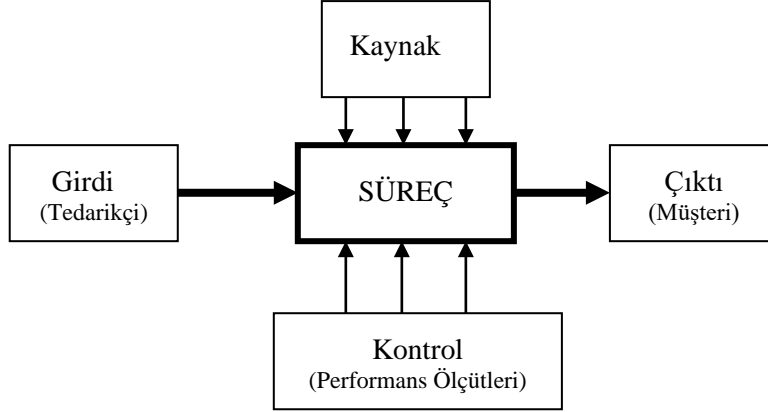 Kaynak
Girdi
(Tedarikçi)
SÜREÇ
Çıktı
(Müşteri)
Kontrol
(Performans Ölçütleri)